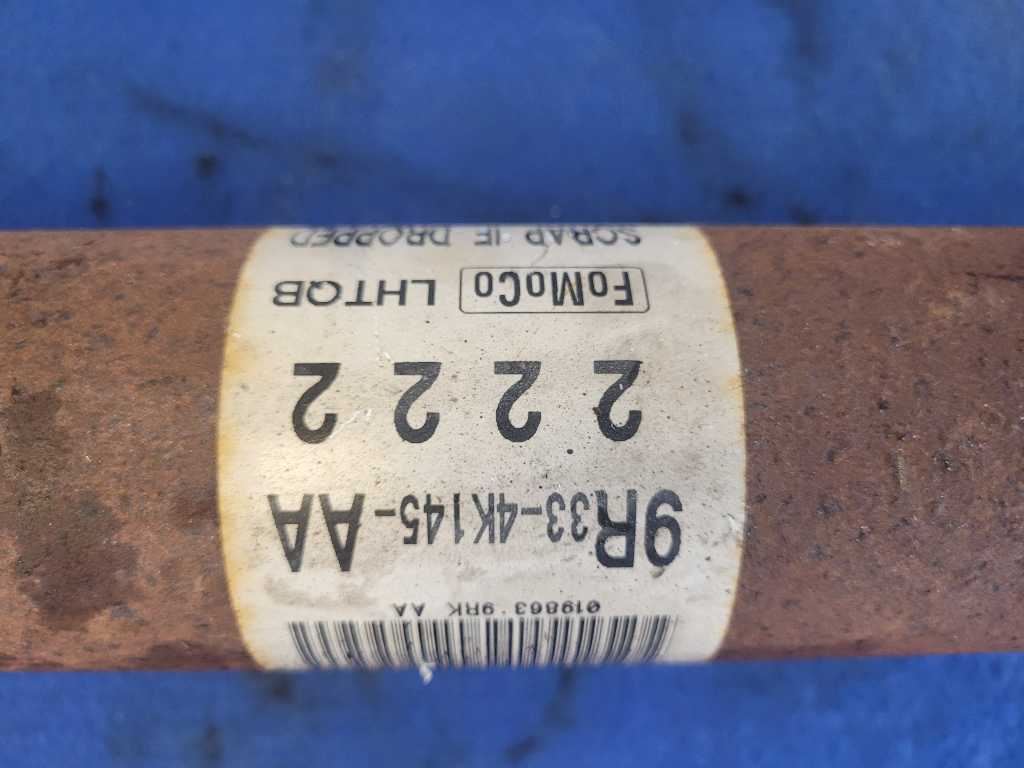 019863 9RK AA
9R33-4K145-AA
2 2 2 2
FoMoCo LHTQB
SCRAP IF DROPPED